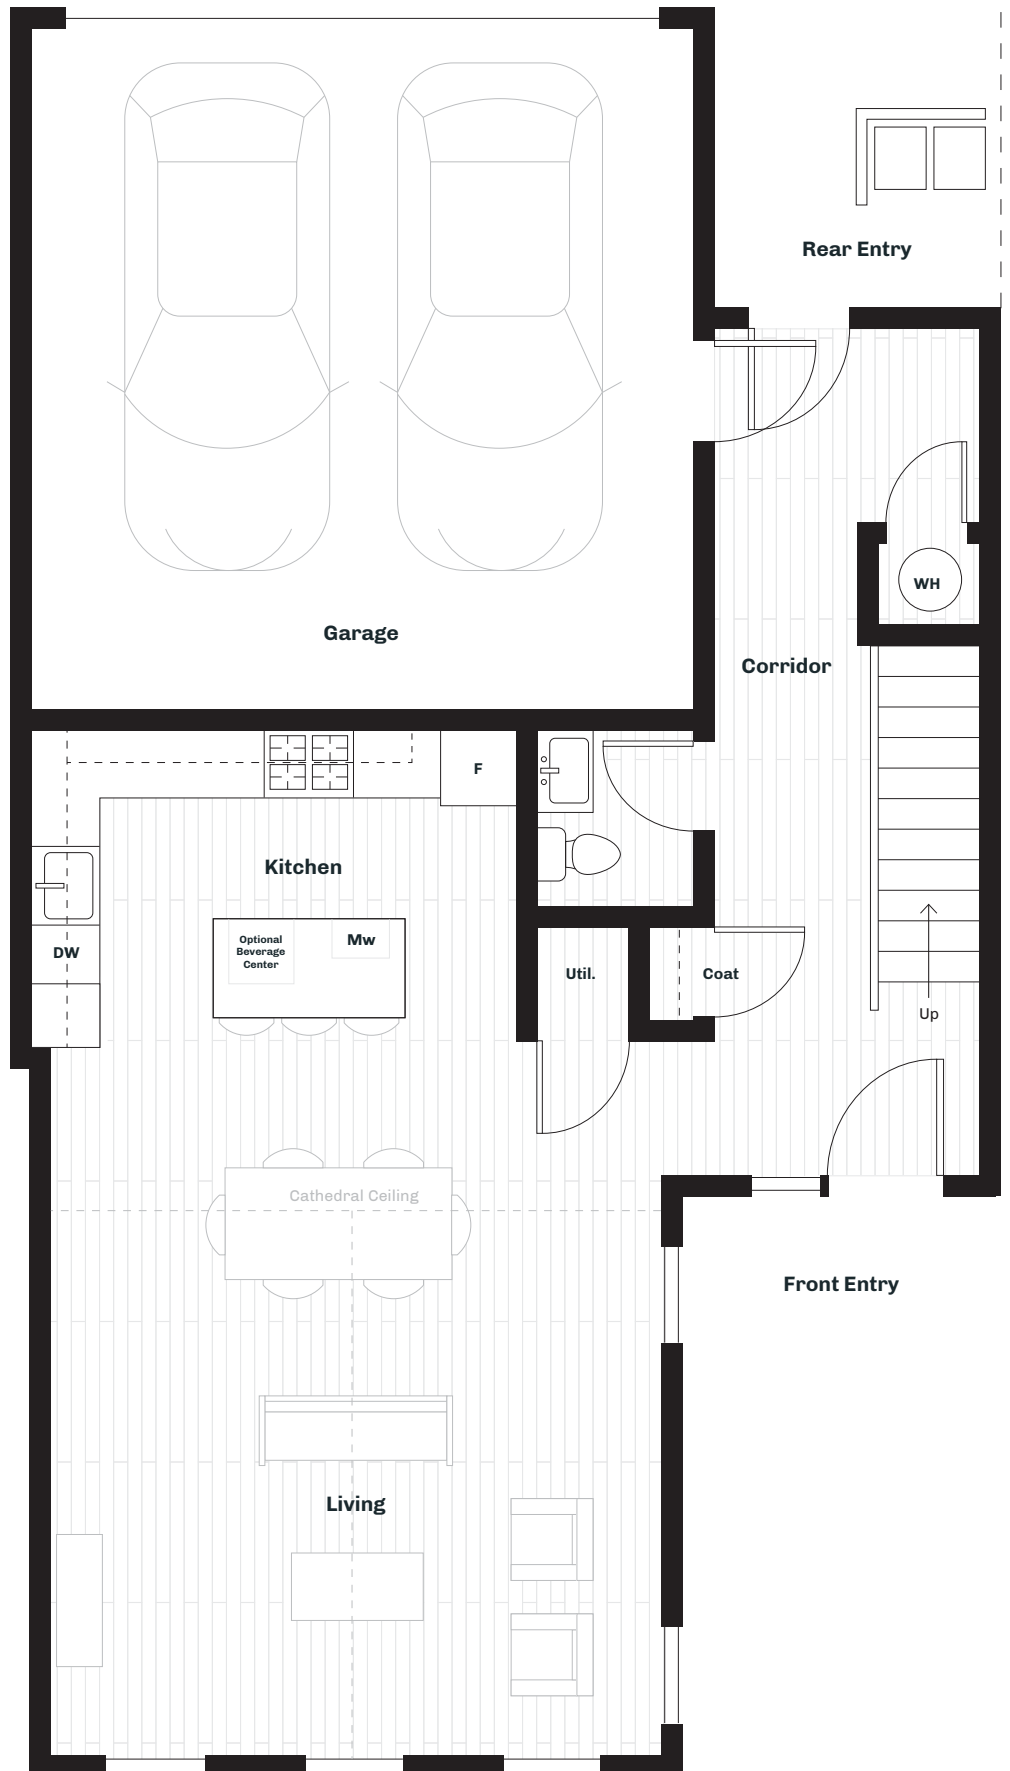 Rear Entry
WH
Garage
Corridor
F
Kitchen
Optional
Beverage
Center
Mw
DW
Util.
Coat
Up
Cathedral Ceiling
Front Entry
Living